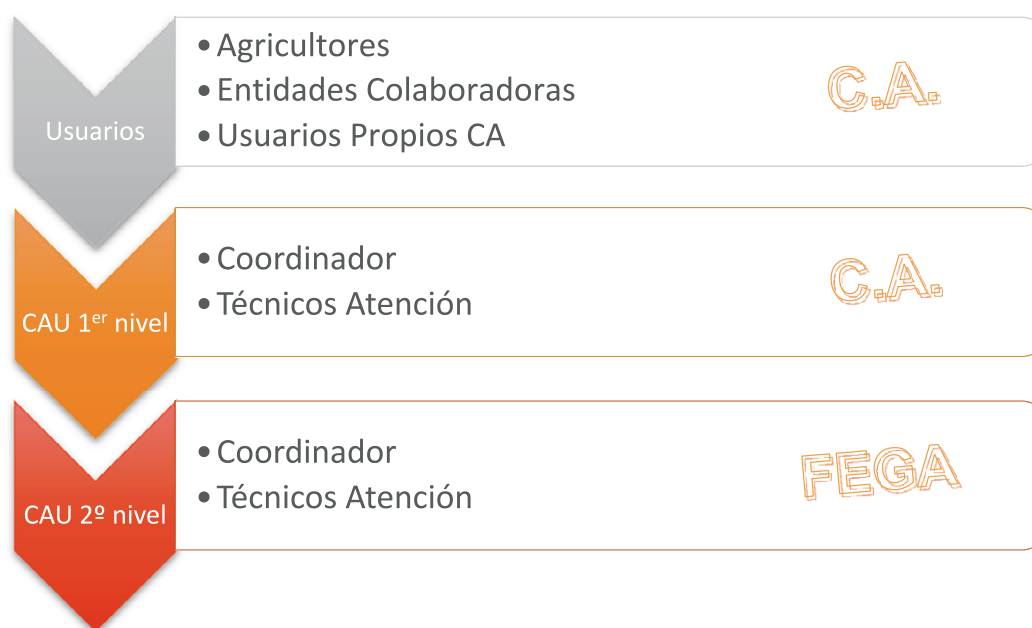 Usuarios
• Agricultores
• Entidades Colaboradoras
• Usuarios Propios CA
C.A.
CAU 1er nivel
• Coordinador
• Técnicos Atención
C.A.
CAU 2º nivel
• Coordinador
• Técnicos Atención
FEGA